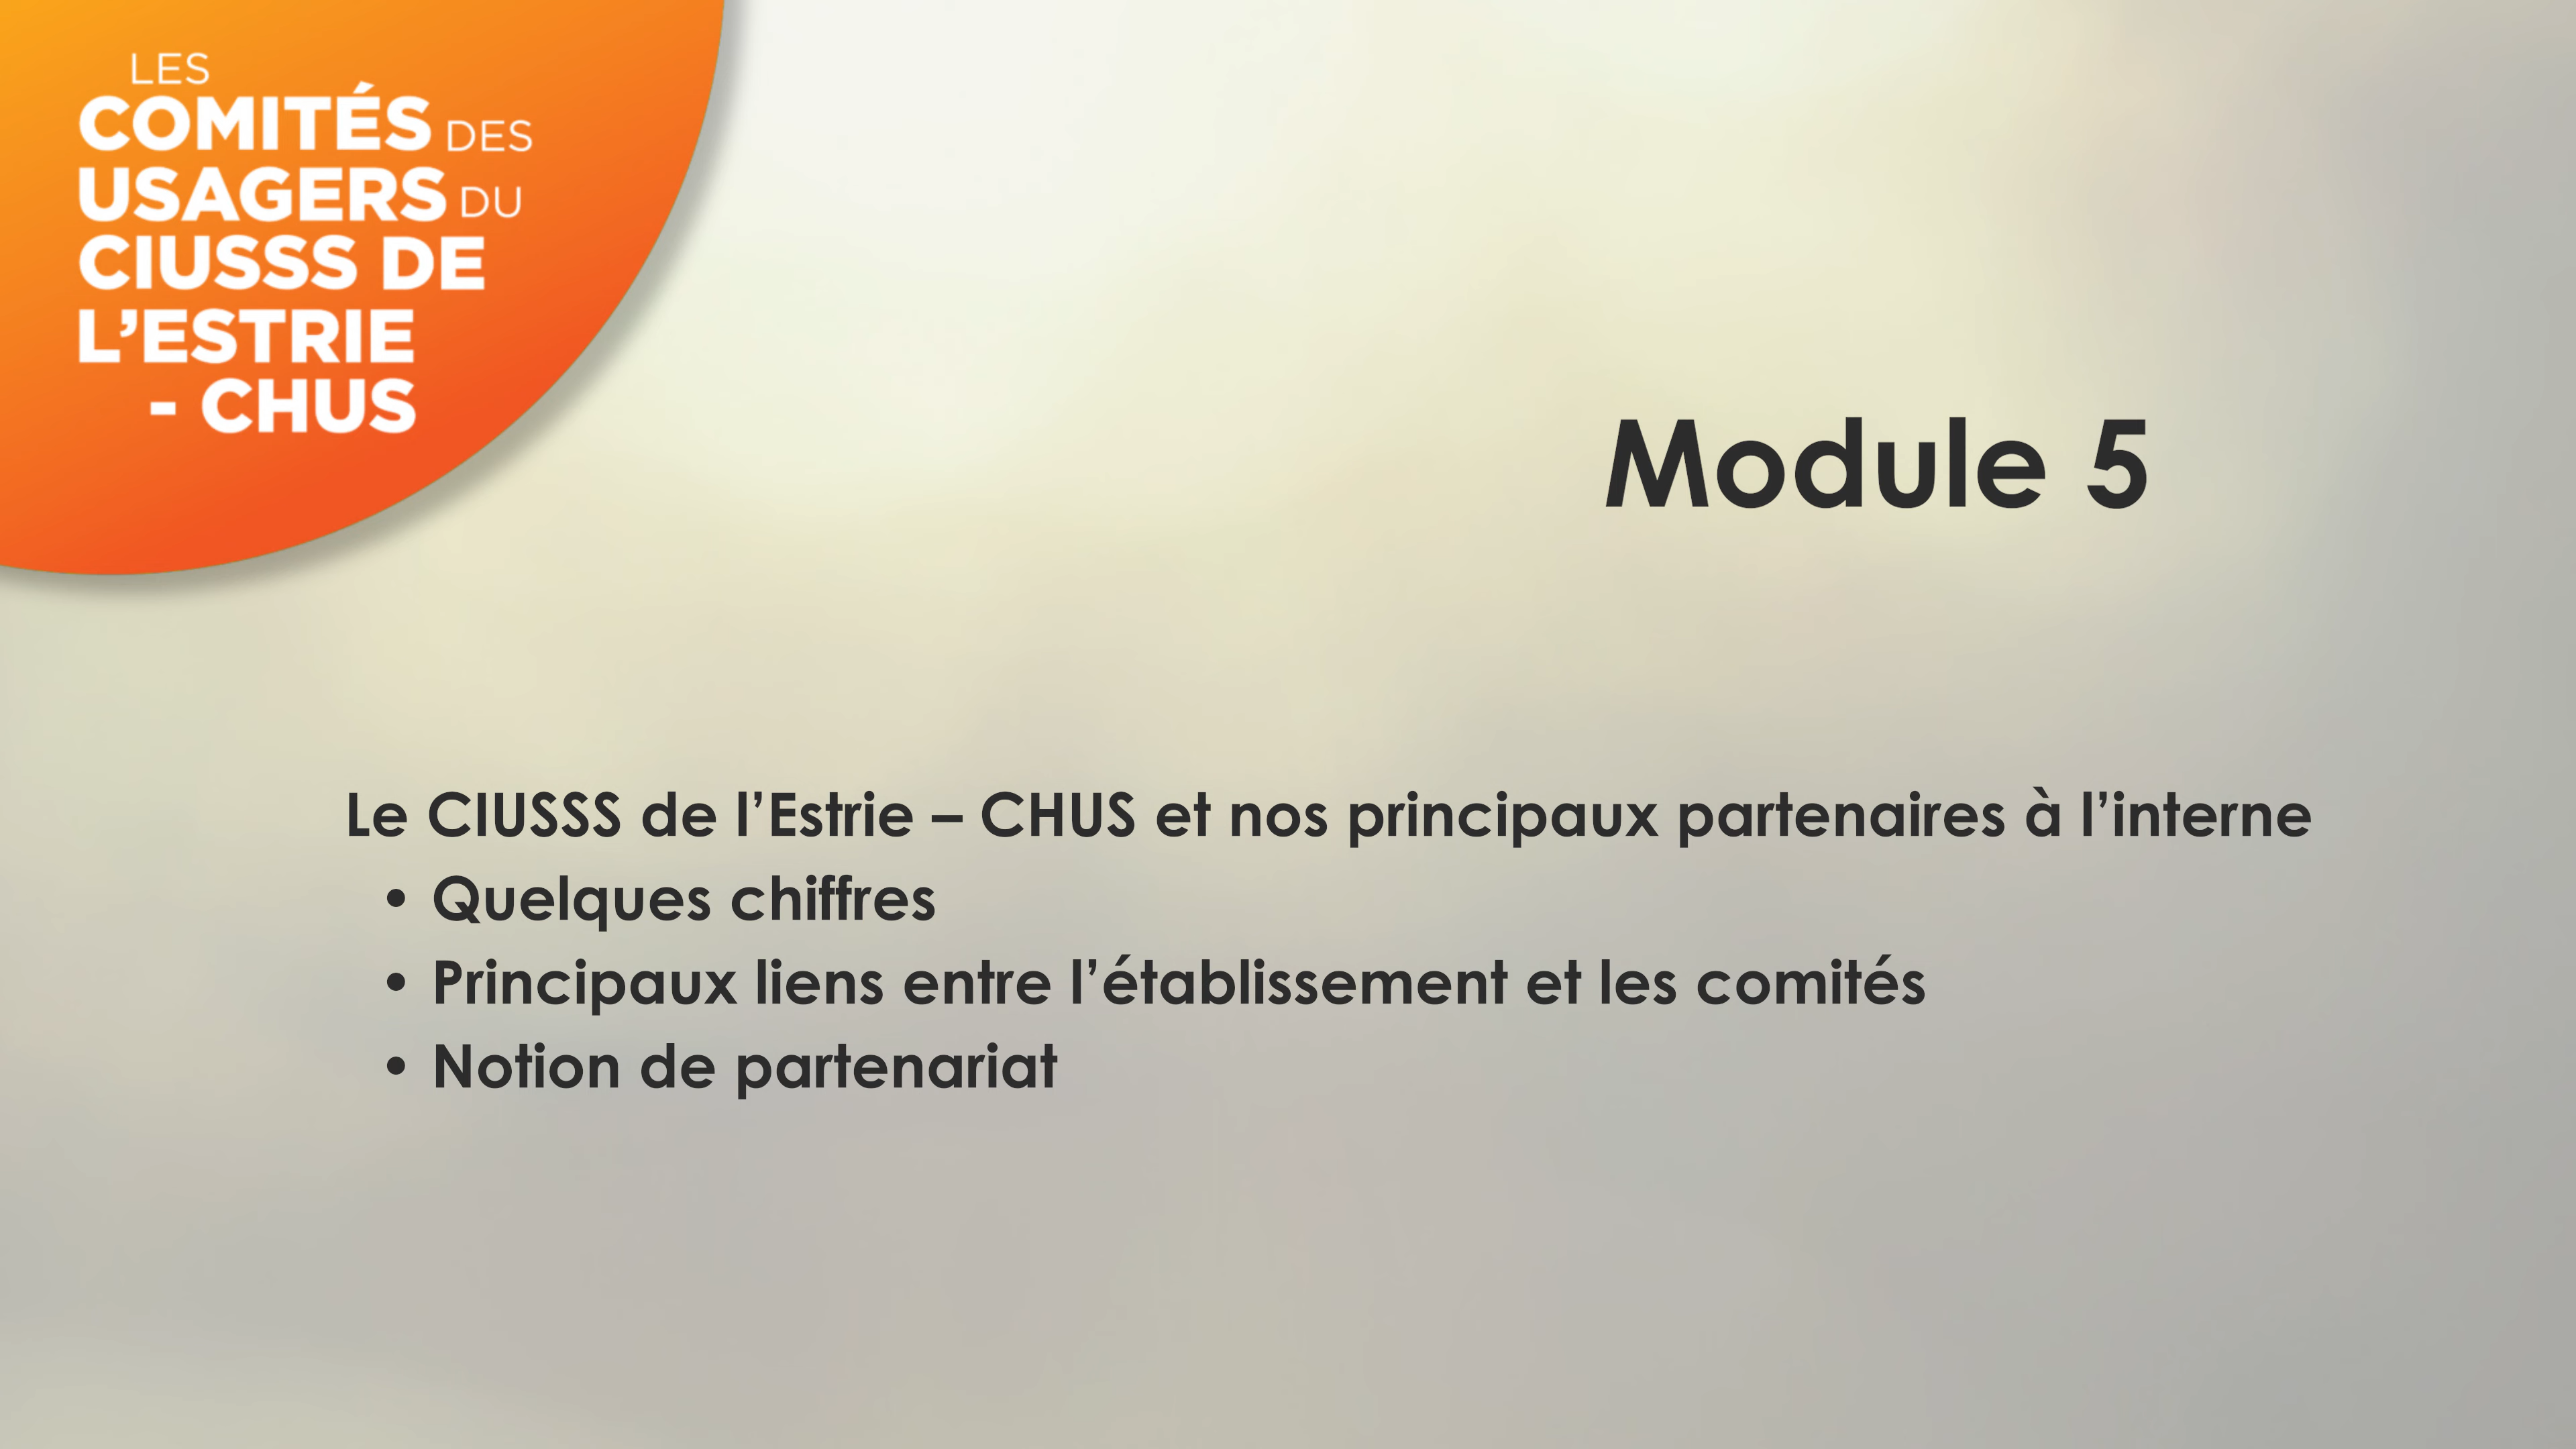 LES
COMITÉS DES
USAGERS DU
CIUSSS DE
L’ESTRIE
- CHUS
Module 5
Le CIUSSS de l’Estrie – CHUS et nos principaux partenaires à l’interne
• Quelques chiffres
• Principaux liens entre l’établissement et les comités
• Notion de partenariat